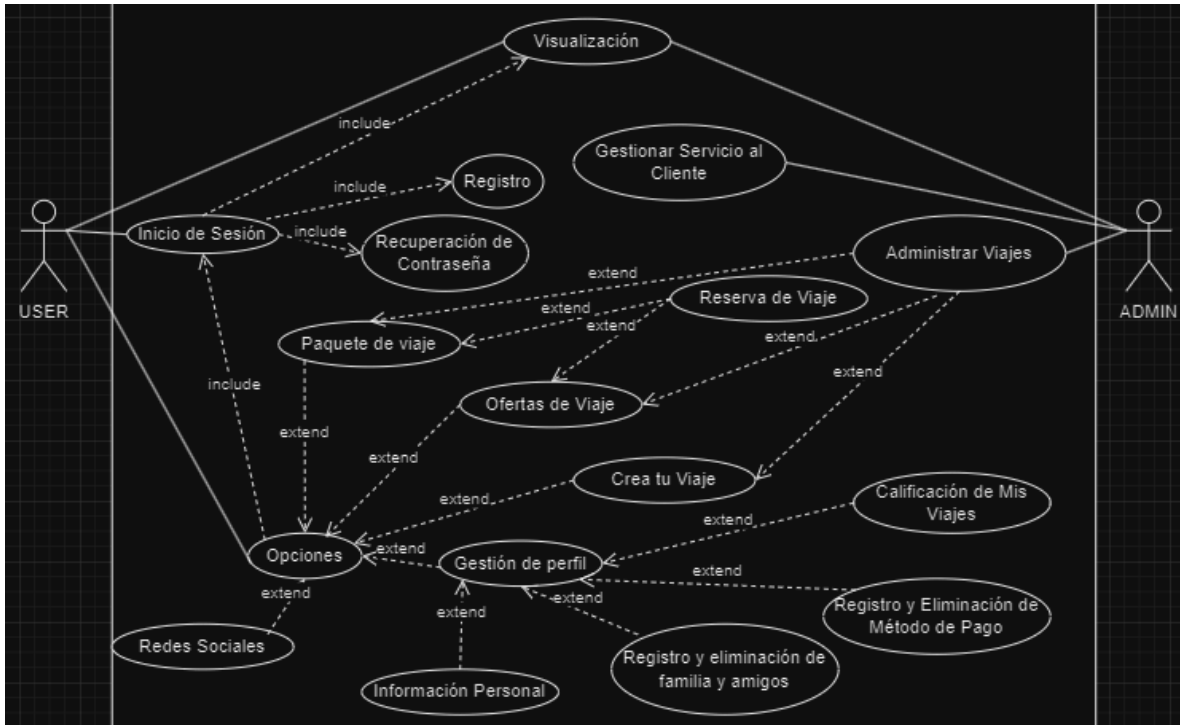 Visualización
include
Gestionar Servicio al
Cliente
include
Registro
Inicio de Sesión
include
Recuperación de
Contraseña
Administrar Viajes
USER
ADMIN
extend
Reserva de Viaje
extend
extend
extend
Paquete de viaje
extend
include
Ofertas de Viaje
extend
extend
Crea tu Viaje
extend
Calificación de Mis
Viajes
extend
Opciones
extend
Gestión de perfil
extend
extend
extend
extend
Registro y Eliminación de
Método de Pago
Redes Sociales
Información Personal
Registro y eliminación de
familia y amigos